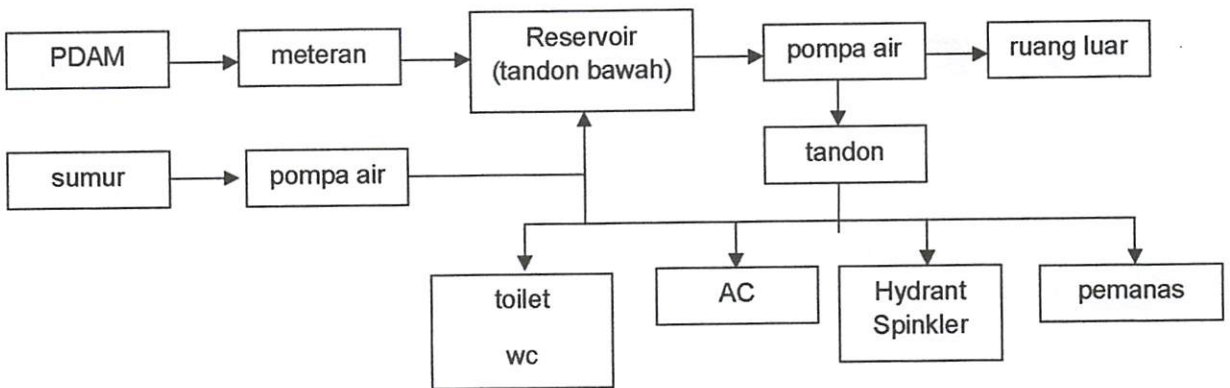 PDAM
meteran
Reservoir
(tandon bawah)
pompa air
ruang luar
sumur
pompa air
tandon
toilet
wc
AC
Hydrant
Spinkler
pemanas